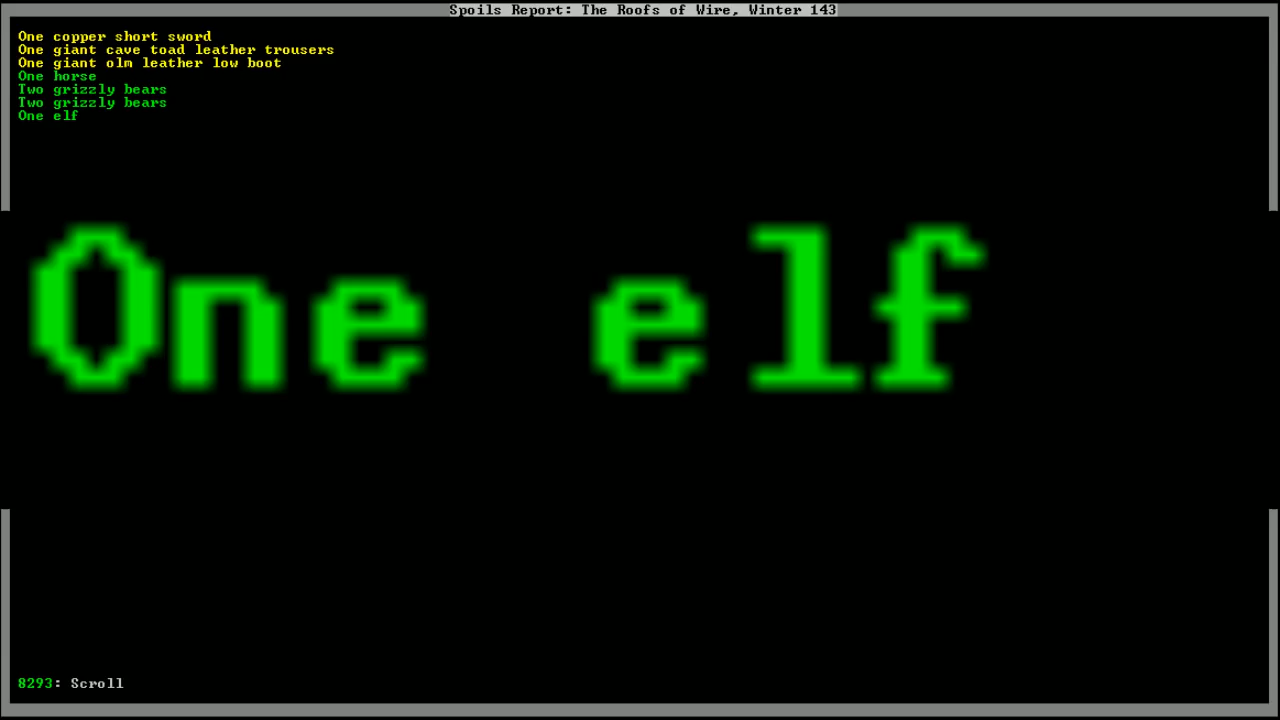 Spoils Report: The Roofs of Wire, Winter 143
One copper short sword
One giant cave toad leather trousers
One giant olm leather low boot
One horse
Two grizzly bears
Two grizzly bears
One elf
One elf
8293: Scroll